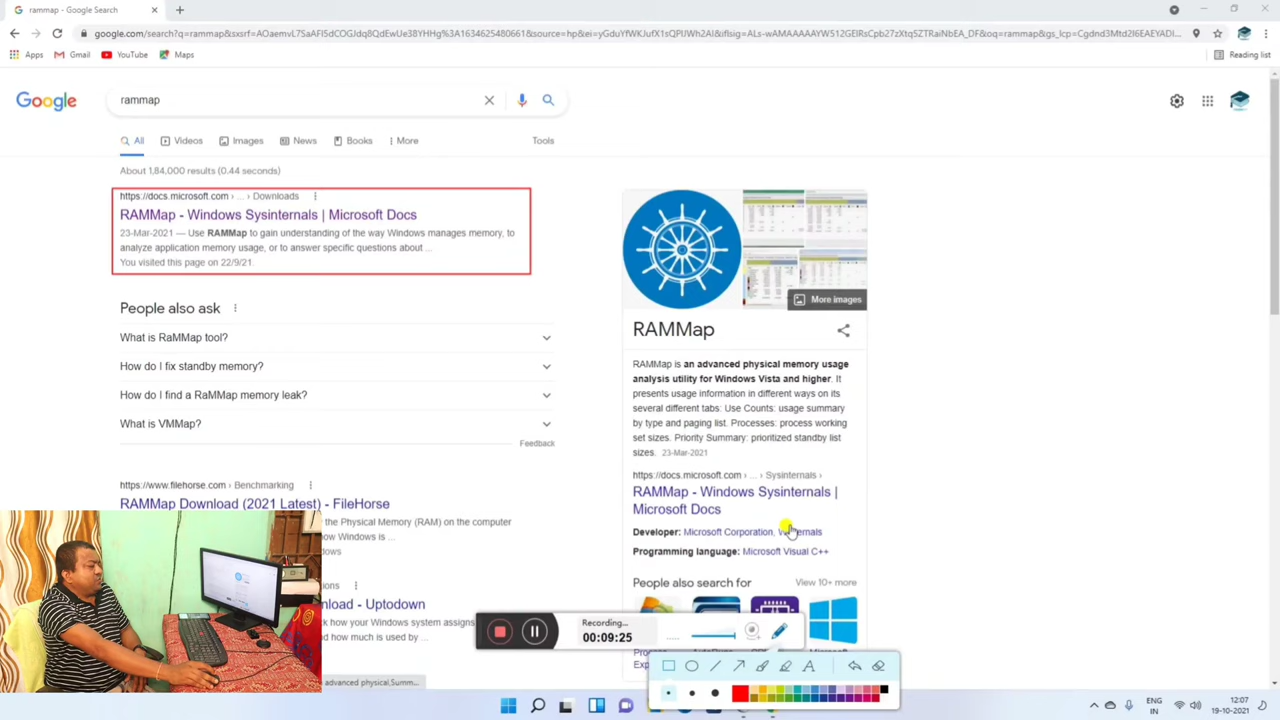 rammap - Google Search
google.com/search?q=rammap&sxsrf=
Apps Gmail YouTube Maps Reading list
Google
rammap
All Videos Images News Books More Tools
About 1,84,000 results (0.44 seconds)
https://docs.microsoft.com › ... › Downloads
RAMMap - Windows Sysinternals | Microsoft Docs
23-Mar-2021 — Use RAMMap to gain understanding of the way Windows manages memory, to
analyze application memory usage, or to answer specific questions about ...
You visited this page on 22/9/21.
People also ask
What is RaMMap tool?
How do I fix standby memory?
How do I find a RaMMap memory leak?
What is VMMap?
Feedback
https://www.filehorse.com › Benchmarking
RAMMap Download (2021 Latest) - FileHorse
the Physical Memory (RAM) on the computer
how Windows is ...
dows
ions
nload - Uptodown
ck how your Windows system assigns
d how much is used by ...
advanced physical,Summ...
More images
RAMMap
RAMMap is an advanced physical memory usage
analysis utility for Windows Vista and higher. It
presents usage information in different ways on its
several different tabs: Use Counts: usage summary
by type and paging list. Processes: process working
set sizes. Priority Summary: prioritized standby list
sizes. 23-Mar-2021
https://docs.microsoft.com › ... › Sysinternals ›
RAMMap - Windows Sysinternals |
Microsoft Docs
Developer: Microsoft Corporation, W ternals
Programming language: Microsoft Visual C++
People also search for View 10+ more
Recording...
00:09:25
A
ENG
IN
12:07
19-10-2021